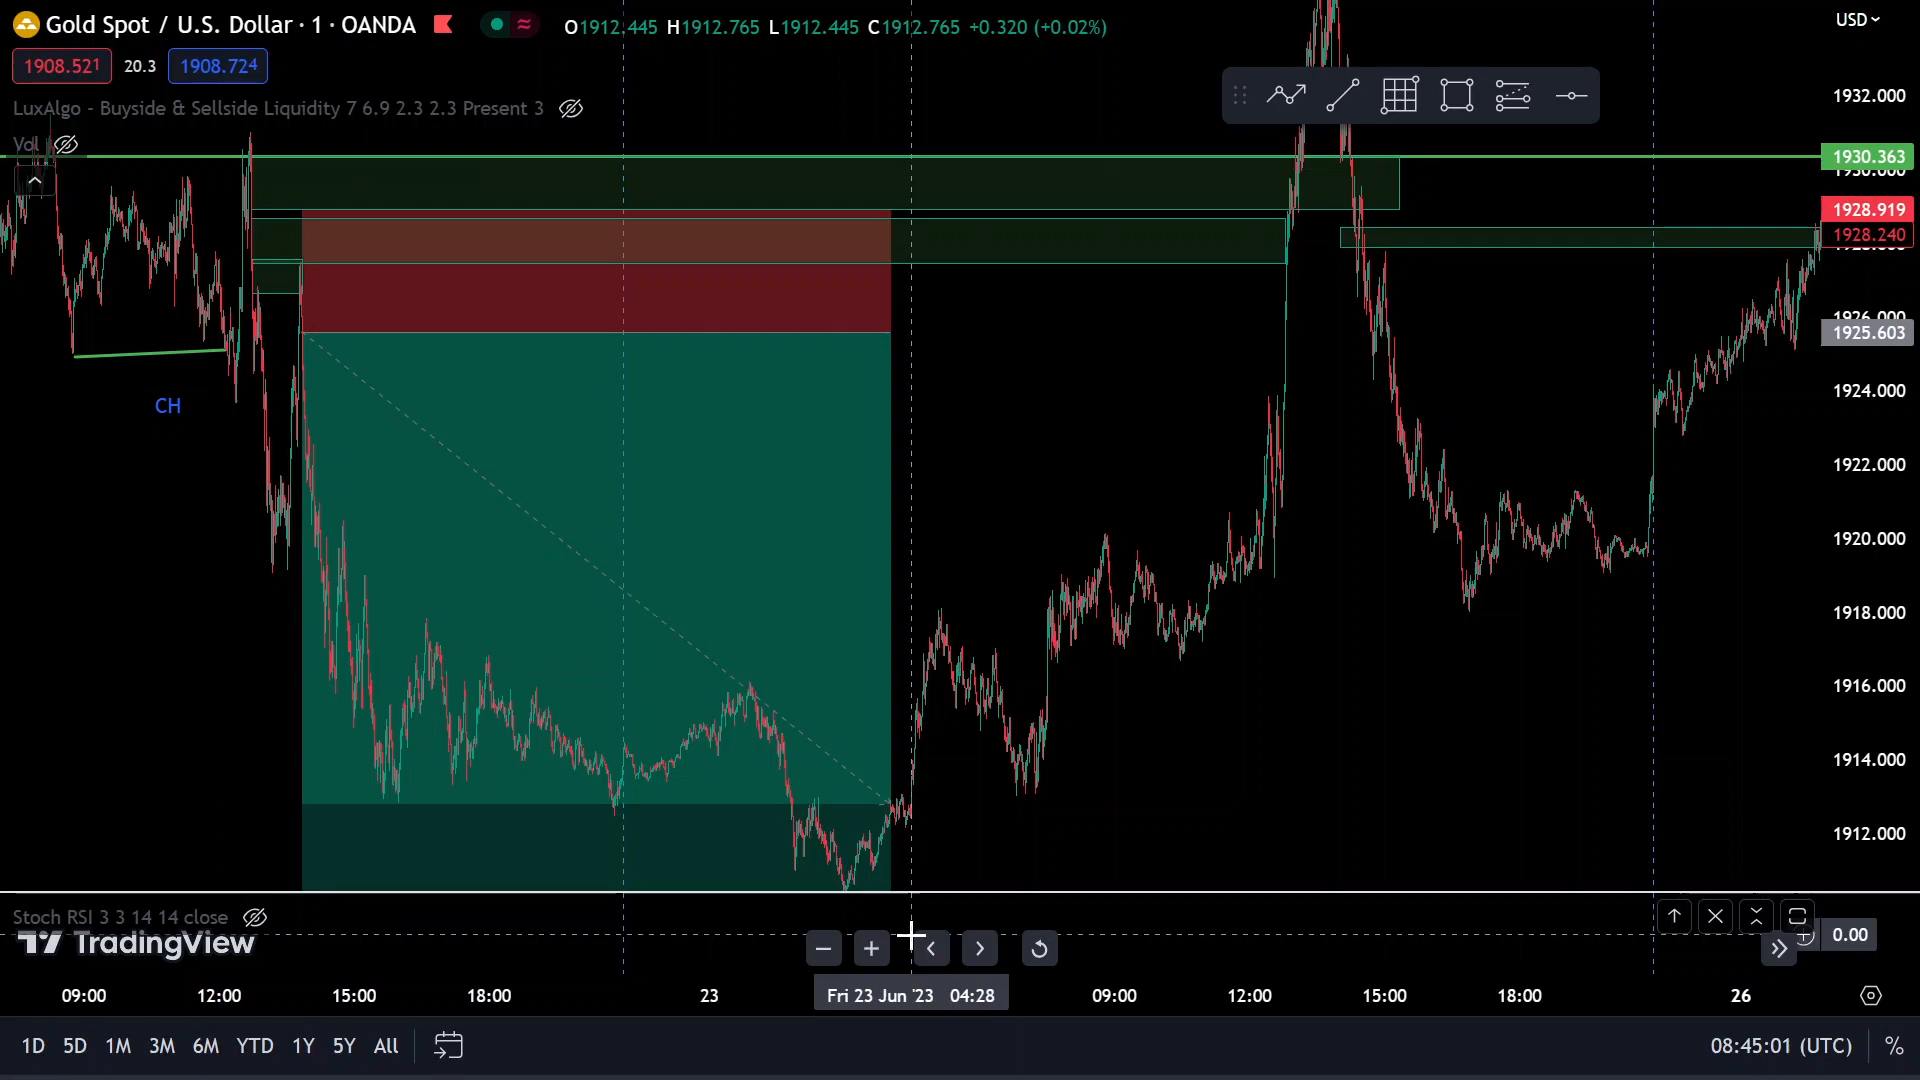 Gold Spot / U.S. Dollar · 1 · OANDA
O1912.445 H1912.765 L1912.445 C1912.765 +0.320 (+0.02%)
USD
1908.521 20.3 1908.724
LuxAlgo - Buyside & Sellside Liquidity 7 6.9 2.3 2.3 Present 3
Vol
CH
1932.000
1930.363
1930.000
1928.919
1928.240
1926.000
1925.603
1924.000
1922.000
1920.000
1918.000
1916.000
1914.000
1912.000
Stoch RSI 3 3 14 14 close
TradingView
0.00
09:00 12:00 15:00 18:00 23 Fri 23 Jun '23 04:28 09:00 12:00 15:00 18:00 26
1D 5D 1M 3M 6M YTD 1Y 5Y All
08:45:01 (UTC) %